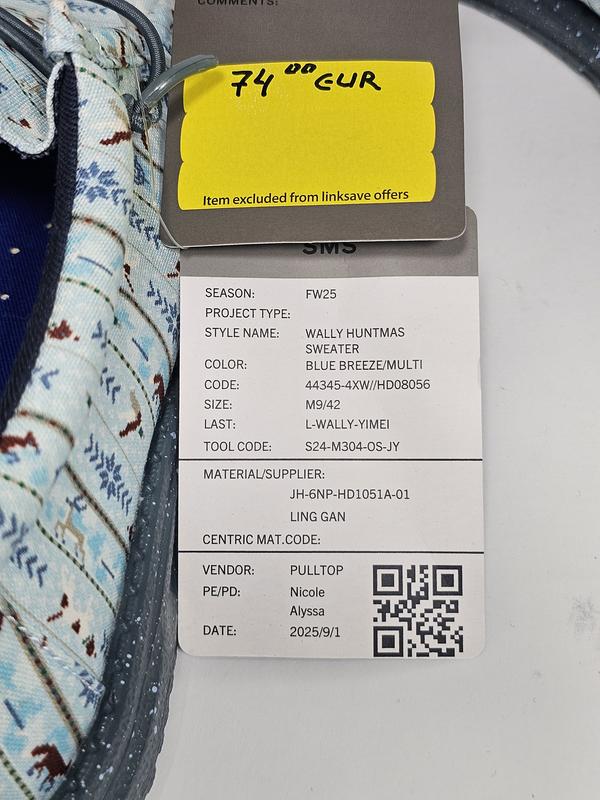 COMMENTS:
74 00 EUR
Item excluded from linksave offers
SMS
SEASON: FW25
PROJECT TYPE:
STYLE NAME: WALLY HUNTMAS
SWEATER
COLOR: BLUE BREEZE/MULTI
CODE: 44345-4XW//HD08056
SIZE: M9/42
LAST: L-WALLY-YIMEI
TOOL CODE: S24-M304-OS-JY
MATERIAL/SUPPLIER:
JH-6NP-HD1051A-01
LING GAN
CENTRIC MAT.CODE:
VENDOR: PULLTOP
PE/PD: Nicole
Alyssa
DATE: 2025/9/1